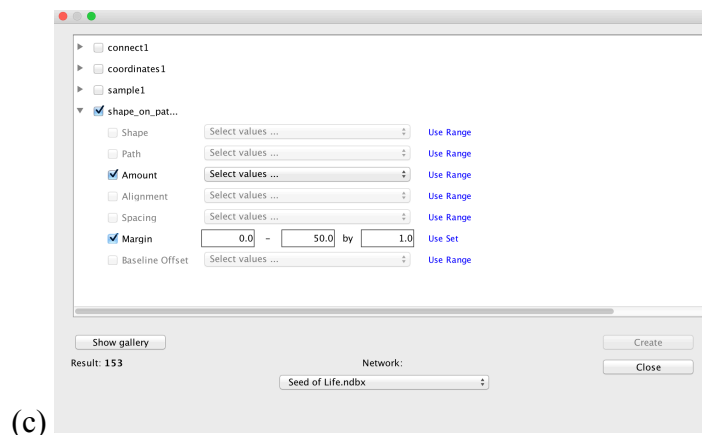 connect1
coordinates1
sample1
shape_on_pat...
Shape Select values ... Use Range
Path Select values ... Use Range
Amount Select values ... Use Range
Alignment Select values ... Use Range
Spacing Select values ... Use Range
Margin 0.0 – 50.0 by 1.0 Use Set
Baseline Offset Select values ... Use Range
Show gallery Create
Result: 153 Network: Close
Seed of Life.ndbx
(c)